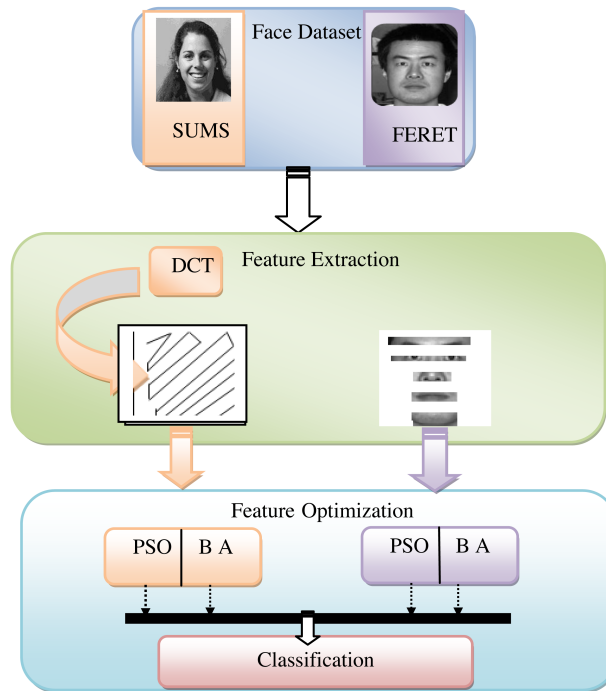 Face Dataset
SUMS
FERET
DCT
Feature Extraction
Feature Optimization
PSO B A
PSO B A
Classification